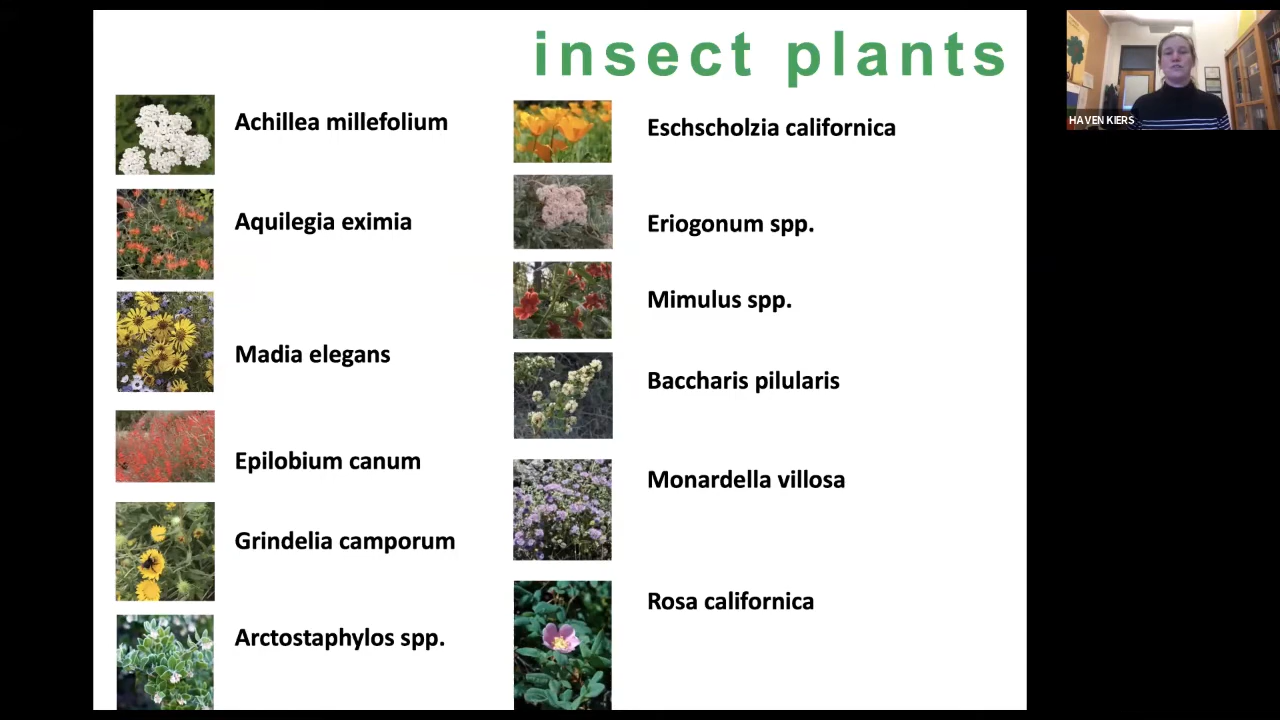 insect plants
Achillea millefolium
Aquilegia eximia
Madia elegans
Epilobium canum
Grindelia camporum
Arctostaphylos spp.
Eschscholzia californica
Eriogonum spp.
Mimulus spp.
Baccharis pilularis
Monardella villosa
Rosa californica
HAVEN KIERS